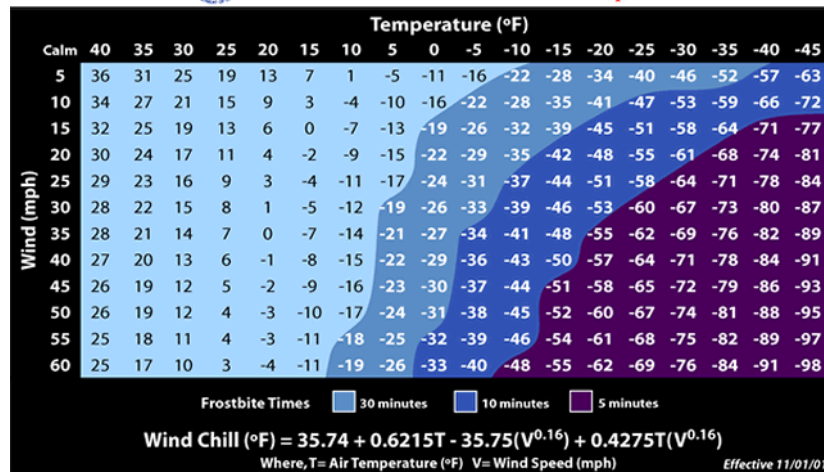 Temperature (ºF)
Calm 40 35 30 25 20 15 10 5 0 -5 -10 -15 -20 -25 -30 -35 -40 -45
5 36 31 25 19 13 7 1 -5 -11 -16 -22 -28 -34 -40 -46 -52 -57 -63
10 34 27 21 15 9 3 -4 -10 -16 -22 -28 -35 -41 -47 -53 -59 -66 -72
15 32 25 19 13 6 0 -7 -13 -19 -26 -32 -39 -45 -51 -58 -64 -71 -77
20 30 24 17 11 4 -2 -9 -15 -22 -29 -35 -42 -48 -55 -61 -68 -74 -81
25 29 23 16 9 3 -4 -11 -17 -24 -31 -37 -44 -51 -58 -64 -71 -78 -84
30 28 22 15 8 1 -5 -12 -19 -26 -33 -39 -46 -53 -60 -67 -73 -80 -87
35 28 21 14 7 0 -7 -14 -21 -27 -34 -41 -48 -55 -62 -69 -76 -82 -89
40 27 20 13 6 -1 -8 -15 -22 -29 -36 -43 -50 -57 -64 -71 -78 -84 -91
45 26 19 12 5 -2 -9 -16 -23 -30 -37 -44 -51 -58 -65 -72 -79 -86 -93
50 26 19 12 4 -3 -10 -17 -24 -31 -38 -45 -52 -60 -67 -74 -81 -88 -95
55 25 18 11 4 -3 -11 -18 -25 -32 -39 -46 -54 -61 -68 -75 -82 -89 -97
60 25 17 10 3 -4 -11 -19 -26 -33 -40 -48 -55 -62 -69 -76 -84 -91 -98
Wind (mph)
Frostbite Times 30 minutes 10 minutes 5 minutes
Wind Chill (ºF) = 35.74 + 0.6215T - 35.75(V^0.16) + 0.4275T(V^0.16)
Where, T= Air Temperature (ºF) V= Wind Speed (mph) Effective 11/01/01